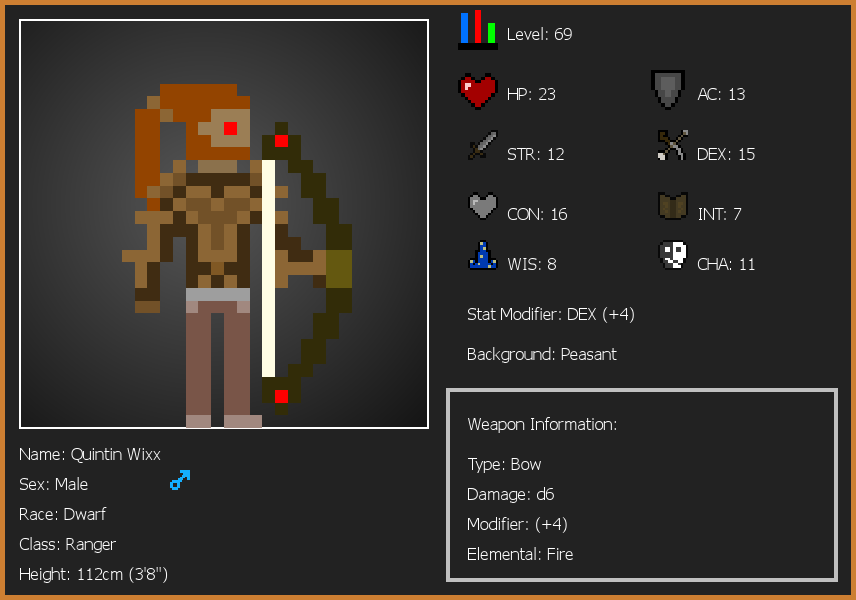 Level: 69
HP: 23
AC: 13
STR: 12
DEX: 15
CON: 16
INT: 7
WIS: 8
CHA: 11
Stat Modifier: DEX (+4)
Background: Peasant
Weapon Information:
Type: Bow
Damage: d6
Modifier: (+4)
Elemental: Fire
Name: Quintin Wixx
Sex: Male
Race: Dwarf
Class: Ranger
Height: 112cm (3'8")